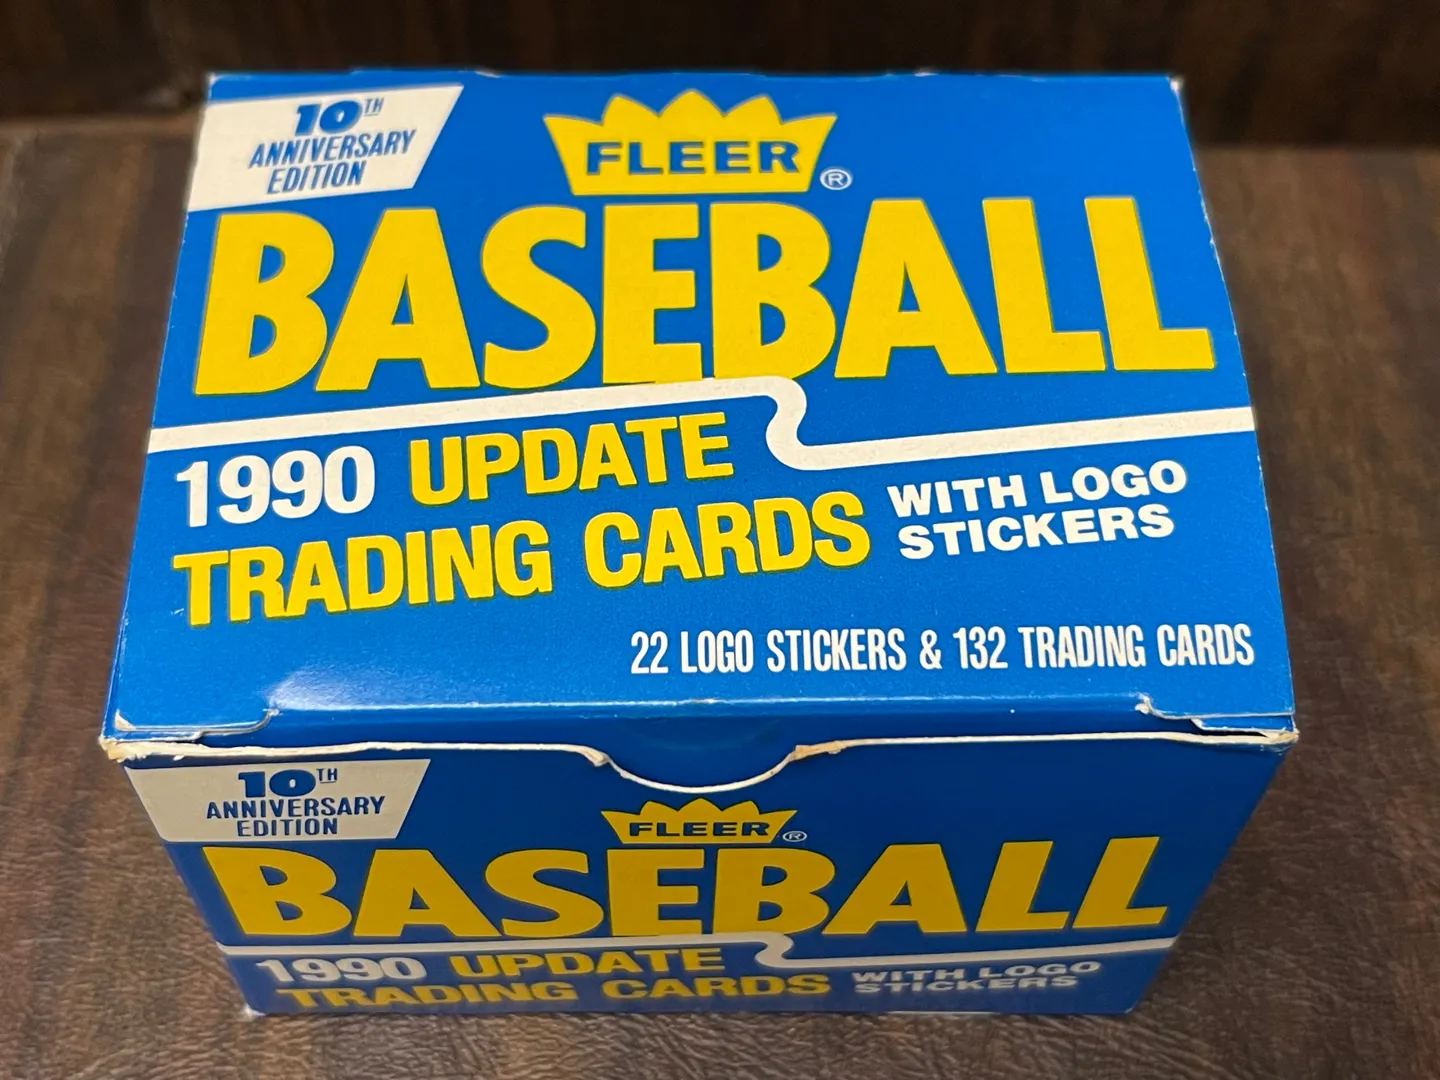 10TH
ANNIVERSARY
EDITION
FLEER®
BASEBALL
1990 UPDATE
TRADING CARDS
WITH LOGO
STICKERS
22 LOGO STICKERS & 132 TRADING CARDS
10TH
ANNIVERSARY
EDITION
FLEER®
BASEBALL
1990 UPDATE
TRADING CARDS
WITH LOGO
STICKERS